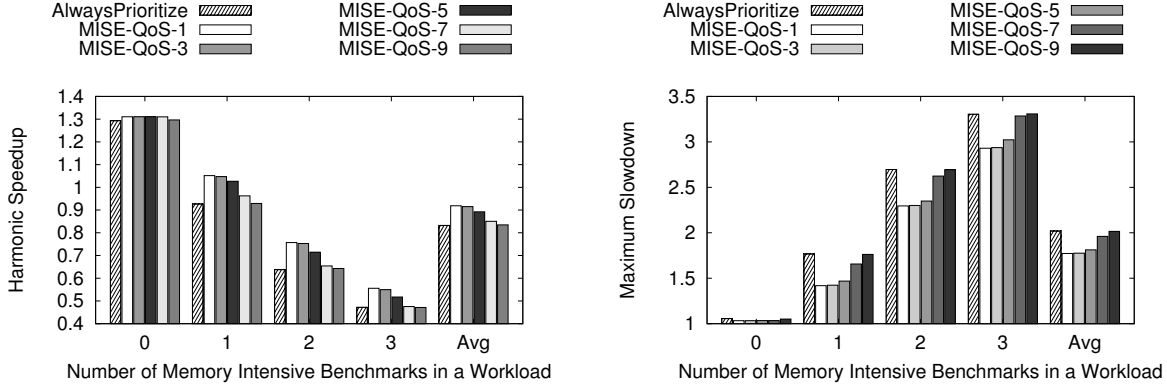 AlwaysPrioritize
MISE-QoS-1
MISE-QoS-3
MISE-QoS-5
MISE-QoS-7
MISE-QoS-9
Harmonic Speedup
1.4
1.3
1.2
1.1
1
0.9
0.8
0.7
0.6
0.5
0.4
0 1 2 3 Avg
Number of Memory Intensive Benchmarks in a Workload
AlwaysPrioritize
MISE-QoS-1
MISE-QoS-3
MISE-QoS-5
MISE-QoS-7
MISE-QoS-9
Maximum Slowdown
3.5
3
2.5
2
1.5
1
0 1 2 3 Avg
Number of Memory Intensive Benchmarks in a Workload